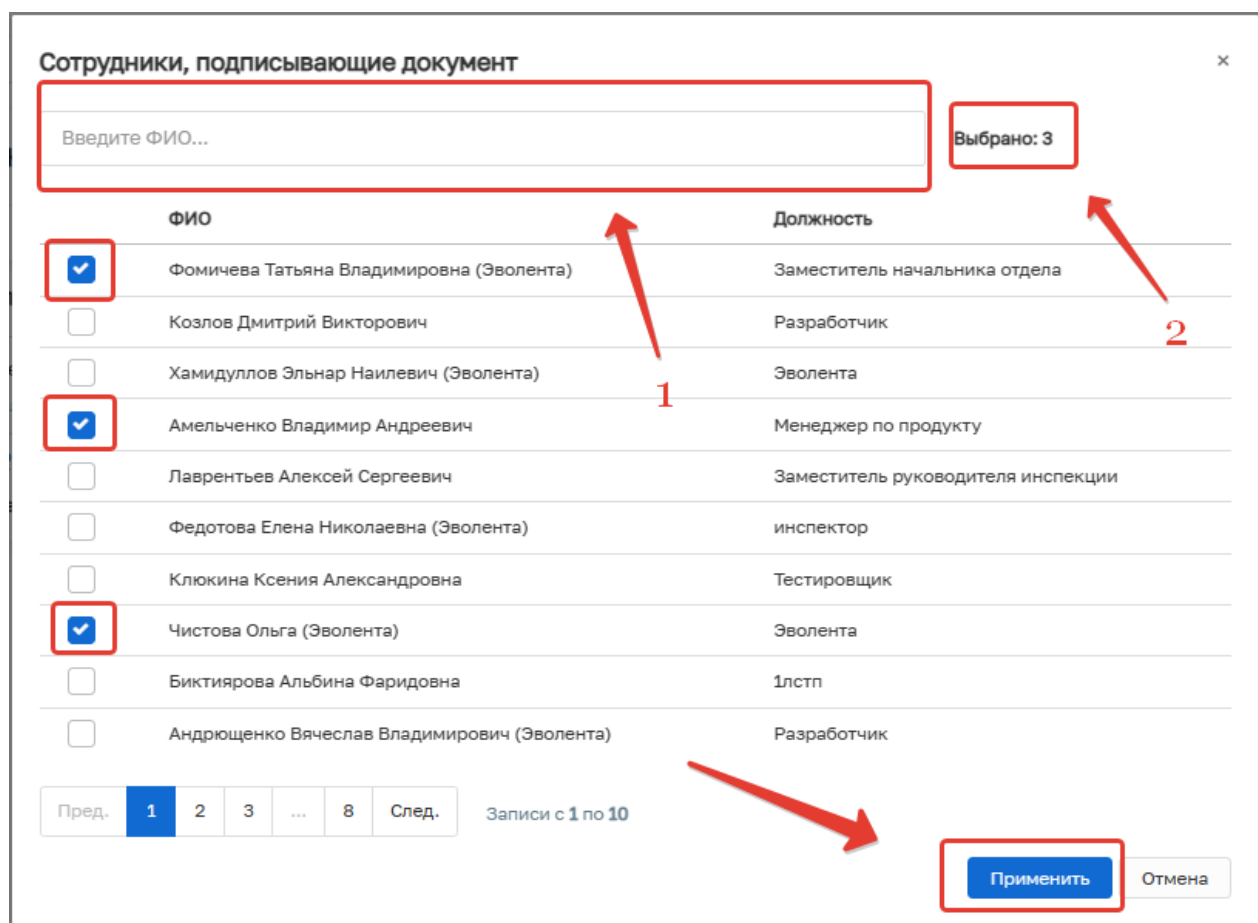 Сотрудники, подписывающие документ ×
Введите ФИО... Выбрано: 3
ФИО Должность
Фомичева Татьяна Владимировна (Эволента) Заместитель начальника отдела
Козлов Дмитрий Викторович Разработчик
2
Хамидуллов Эльнар Наилевич (Эволента) Эволента
1
Амельченко Владимир Андреевич Менеджер по продукту
Лаврентьев Алексей Сергеевич Заместитель руководителя инспекции
Федотова Елена Николаевна (Эволента) инспектор
Клюкина Ксения Александровна Тестировщик
Чистова Ольга (Эволента) Эволента
Биктиярова Альбина Фаридовна 1лстп
Андрющенко Вячеслав Владимирович (Эволента) Разработчик
Пред. 1 2 3 ... 8 След. Записи с 1 по 10
Применить Отмена